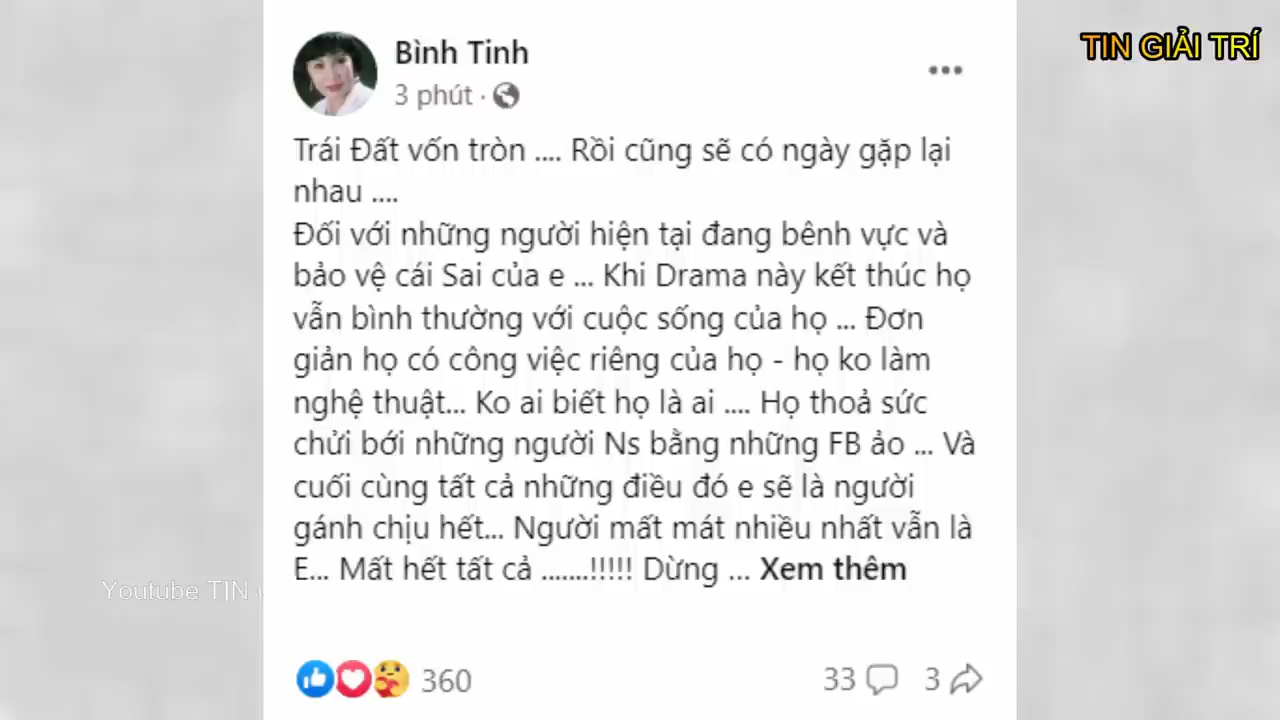 TIN GIẢI TRÍ
Bình Tinh
3 phút ·
Trái Đất vốn tròn .... Rồi cũng sẽ có ngày gặp lại
nhau ....
Đối với những người hiện tại đang bênh vực và
bảo vệ cái Sai của e ... Khi Drama này kết thúc họ
vẫn bình thường với cuộc sống của họ ... Đơn
giản họ có công việc riêng của họ - họ ko làm
nghệ thuật... Ko ai biết họ là ai .... Họ thoả sức
chửi bới những người Ns bằng những FB ảo ... Và
cuối cùng tất cả những điều đó e sẽ là người
gánh chịu hết... Người mất mát nhiều nhất vẫn là
E... Mất hết tất cả .......!!!!! Dừng ... Xem thêm
Youtube TIN
360
33 3